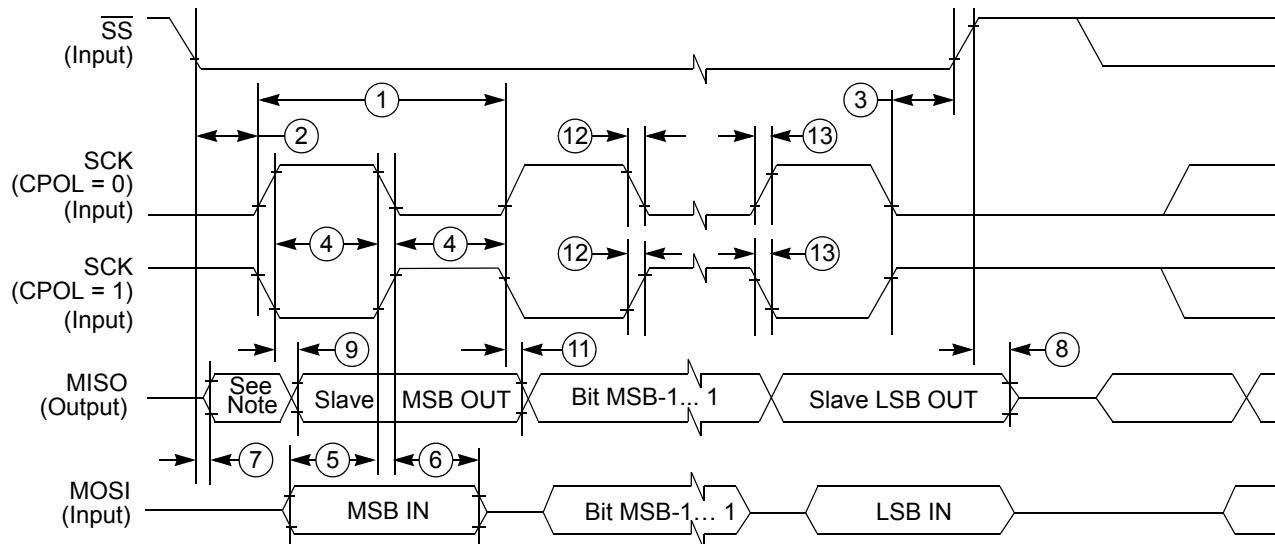 SS
(Input)
1
3
2
12
13
SCK
(CPOL = 0)
(Input)
4
4
12
13
SCK
(CPOL = 1)
(Input)
9
11
8
MISO
(Output)
See
Note
Slave
MSB OUT
Bit MSB-1... 1
Slave LSB OUT
7
5
6
MOSI
(Input)
MSB IN
Bit MSB-1... 1
LSB IN